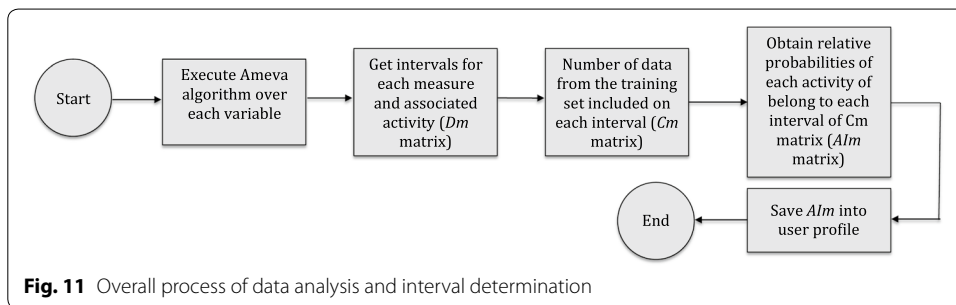 Start
Execute Ameva
algorithm over
each variable
Get intervals for
each measure
and associated
activity (Dm
matrix)
Number of data
from the training
set included on
each interval (Cm
matrix)
Obtain relative
probabilities of
each activity of
belong to each
interval of Cm
matrix (AIm
matrix)
Save AIm into
user profile
End
Fig. 11 Overall process of data analysis and interval determination